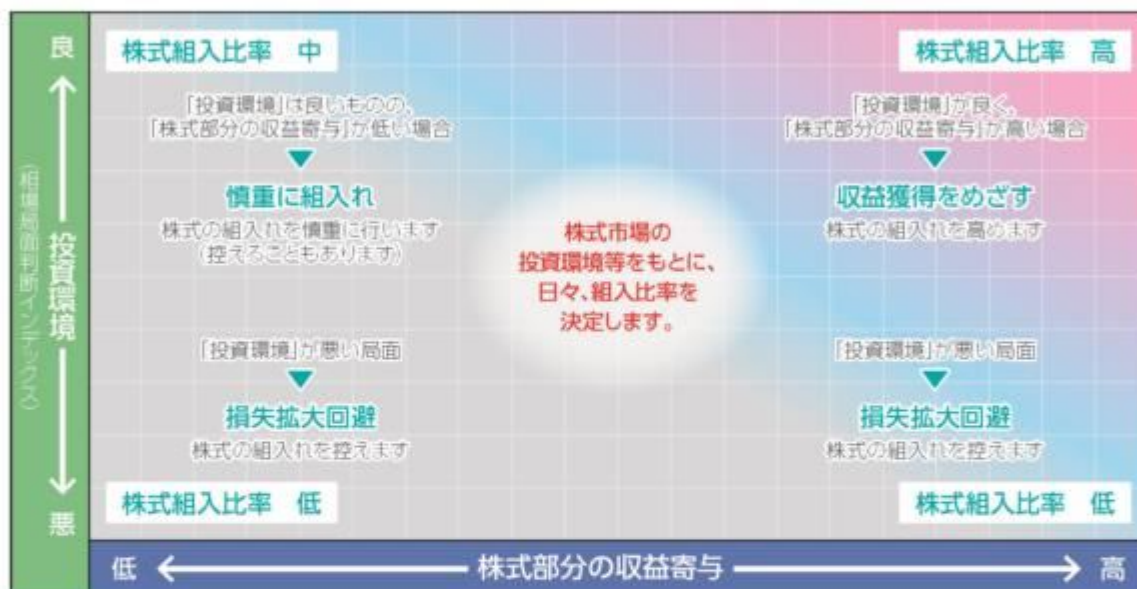 良
投資環境
(相場局面判断インデックス)
悪
株式組入比率 中
「投資環境」は良いものの、
「株式部分の収益寄与」が低い場合
慎重に組入れ
株式の組入れを慎重に行います
(控えることもあります)
株式組入比率 高
「投資環境」が良く、
「株式部分の収益寄与」が高い場合
収益獲得をめざす
株式の組入れを高めます
株式市場の
投資環境等をもとに、
日々、組入比率を
決定します。
「投資環境」が悪い局面
損失拡大回避
株式の組入れを控えます
株式組入比率 低
「投資環境」が悪い局面
損失拡大回避
株式の組入れを控えます
株式組入比率 低
低 株式部分の収益寄与 高